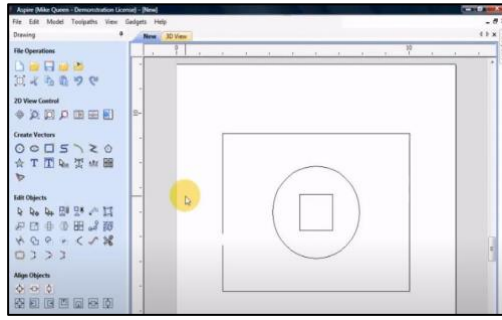 Aspire (Mike Queen - Demonstration License) - [New]
File Edit Model Toolpaths View Gadgets Help
Drawing
New 3D View
File Operations
2D View Control
Create Vectors
Edit Objects
Align Objects